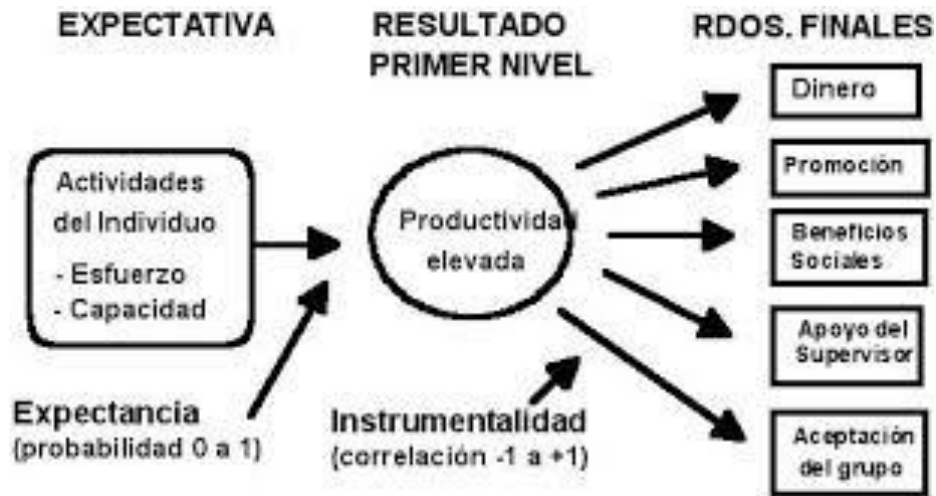 EXPECTATIVA
RESULTADO
PRIMER NIVEL
RDOS. FINALES
Actividades
del Individuo
- Esfuerzo
- Capacidad
Productividad
elevada
Dinero
Promoción
Beneficios
Sociales
Apoyo del
Supervisor
Aceptación
del grupo
Expectancia
(probabilidad 0 a 1)
Instrumentalidad
(correlación -1 a +1)